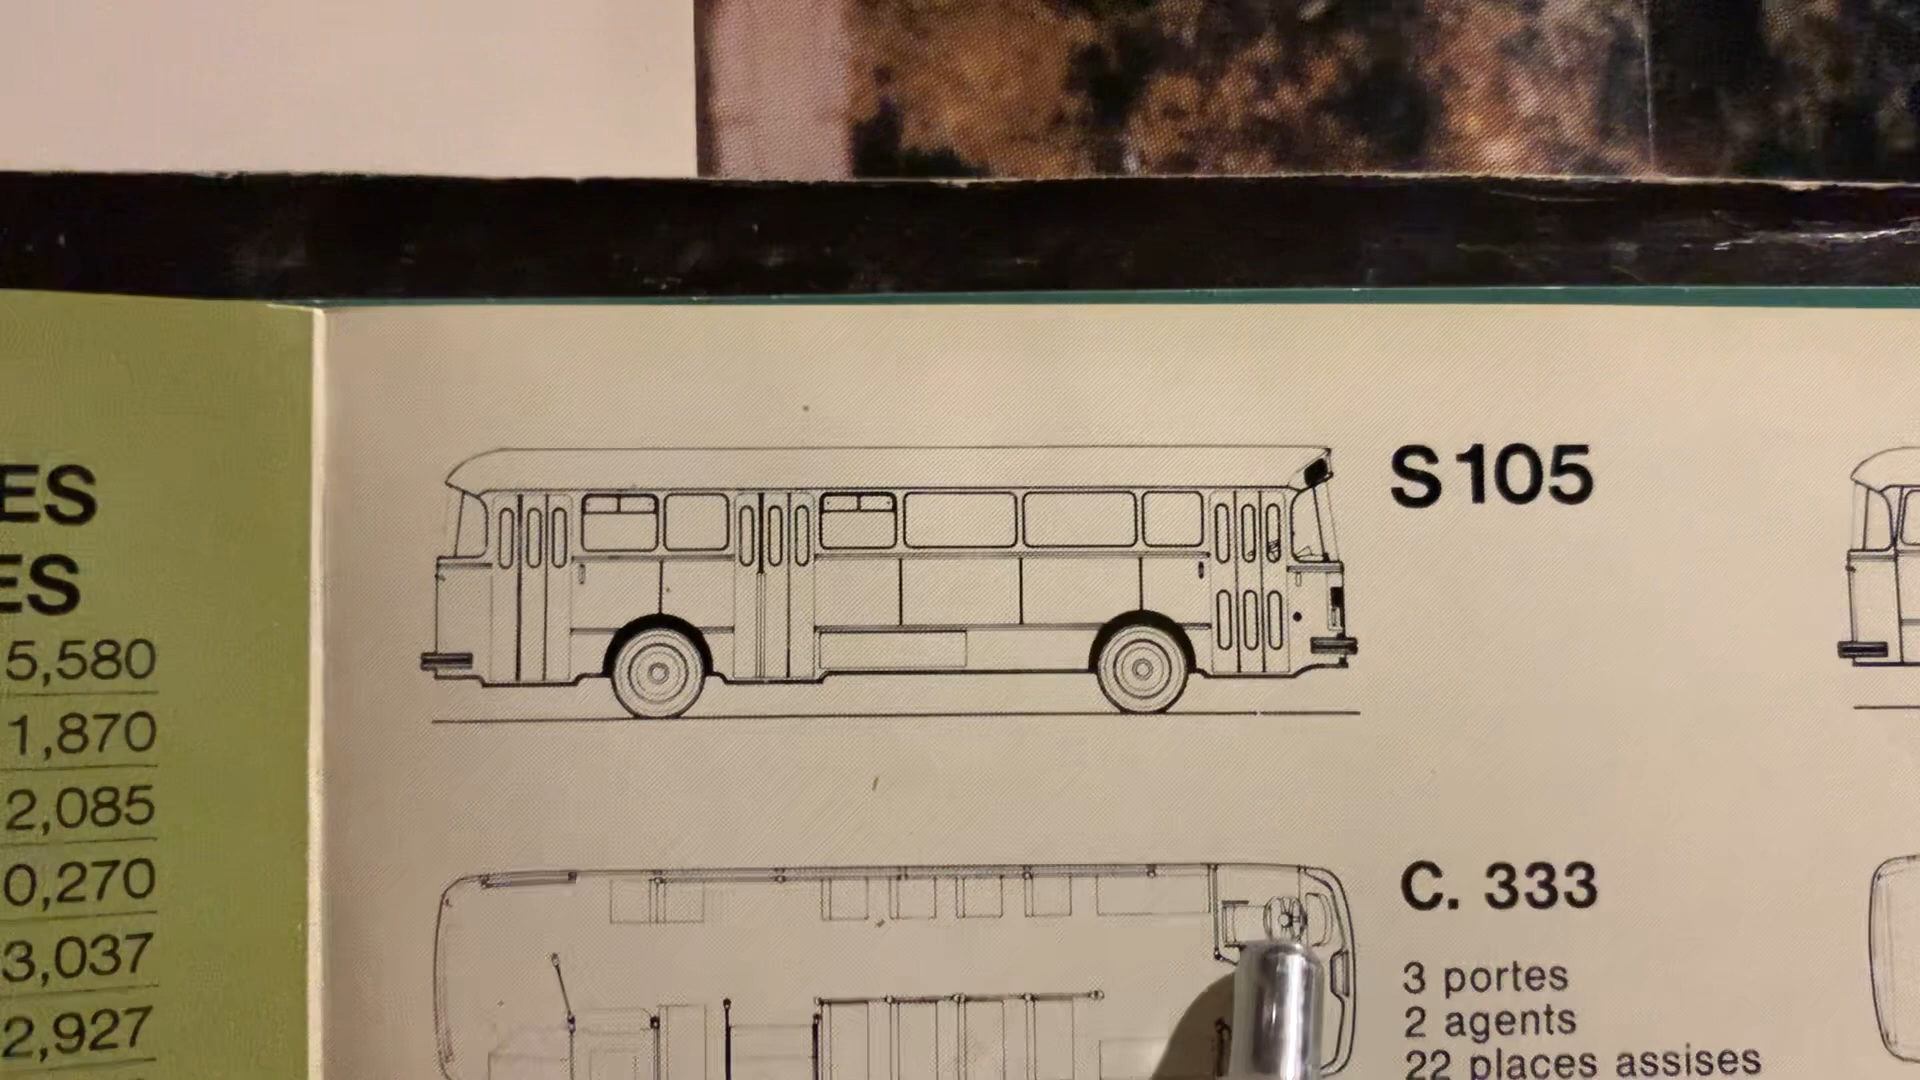 ES
ES
5,580
1,870
2,085
0,270
3,037
2,927
S 105
C. 333
3 portes
2 agents
22 places assises